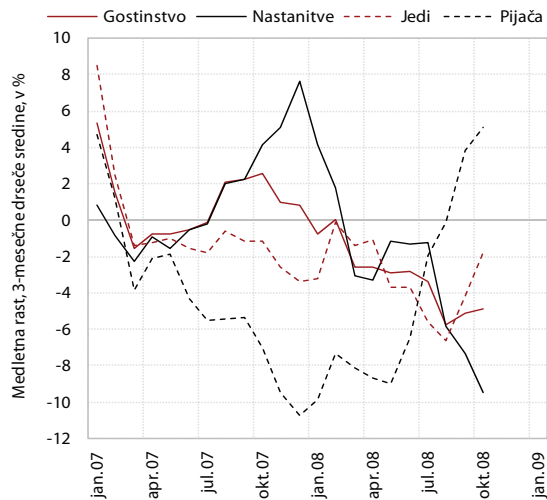 Gostinstvo Nastanitve Jedi Pijača
Medletna rast, 3-mesečne drseče sredine, v %
10
8
6
4
2
0
-2
-4
-6
-8
-10
-12
jan.07
apr.07
jul.07
okt.07
jan.08
apr.08
jul.08
okt.08
jan.09